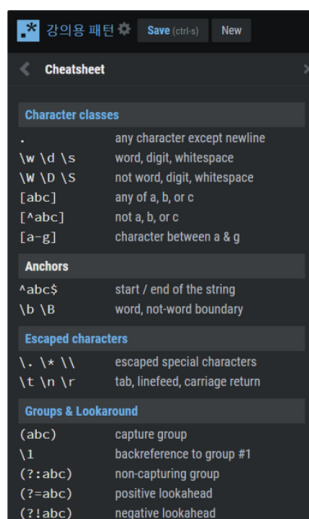 .* 강의용 패턴 Save (ctrl-s) New
Cheatsheet
Character classes
. any character except newline
\w \d \s word, digit, whitespace
\W \D \S not word, digit, whitespace
[abc] any of a, b, or c
[^abc] not a, b, or c
[a-g] character between a & g
Anchors
^abc$ start / end of the string
\b \B word, not-word boundary
Escaped characters
\. \* \\ escaped special characters
\t \n \r tab, linefeed, carriage return
Groups & Lookaround
(abc) capture group
\1 backreference to group #1
(?:abc) non-capturing group
(?=abc) positive lookahead
(?!abc) negative lookahead